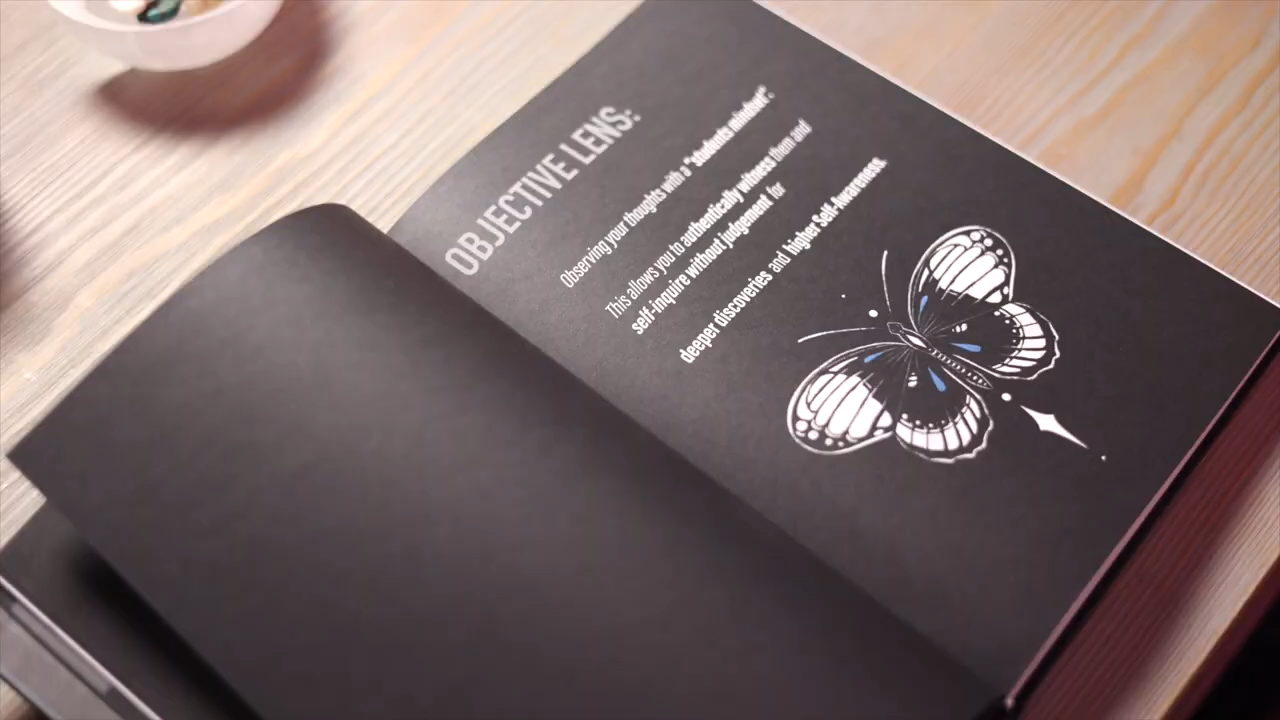 OBJECTIVE LENS:
Observing your thoughts with a "students mindset".
This allows you to authentically witness them and
self-inquire without judgement for
deeper discoveries and higher Self-Awareness.